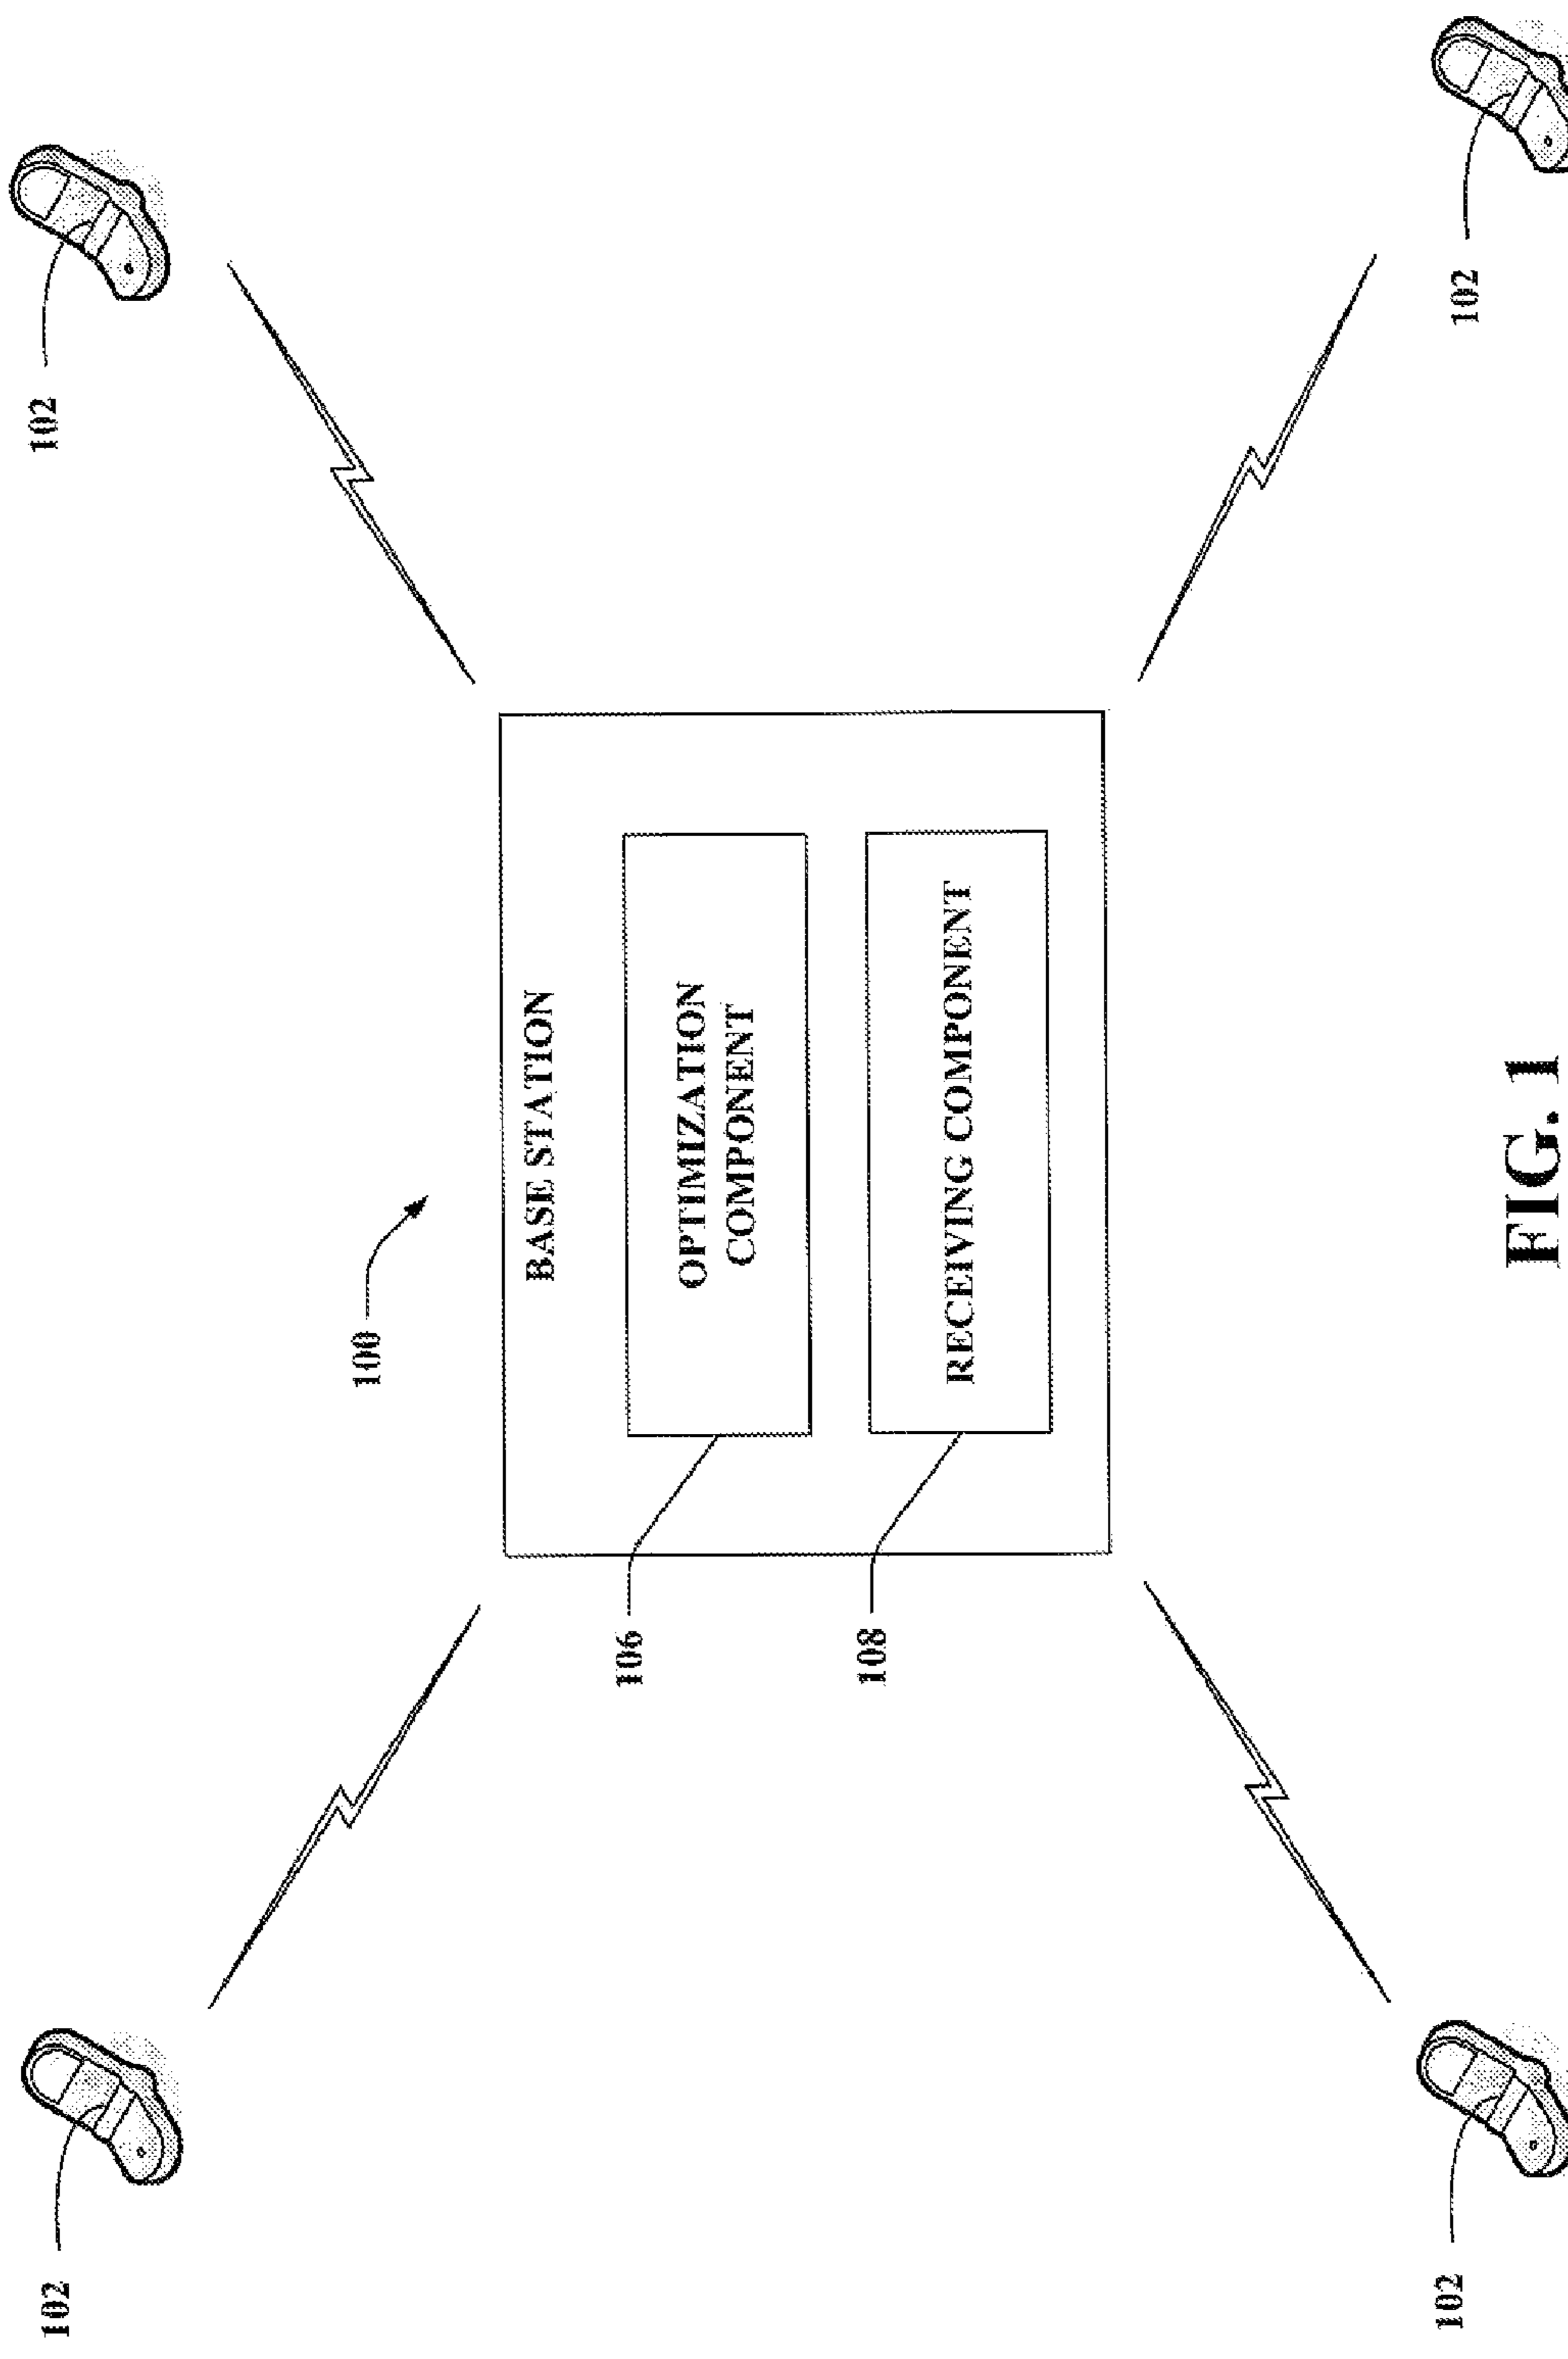 102
102
100
BASE STATION
106
OPTIMIZATION
COMPONENT
108
RECEIVING COMPONENT
102
102
FIG. 1